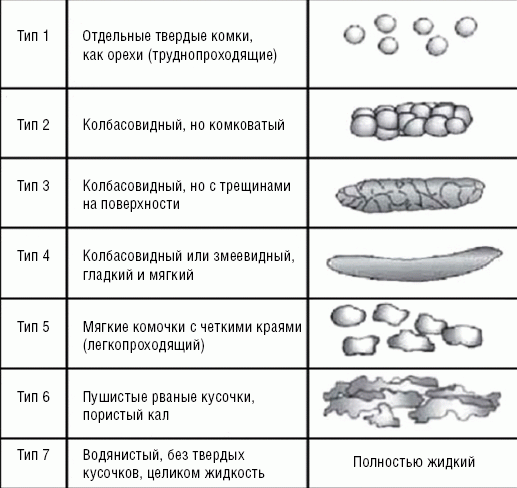 Тип 1
Отдельные твердые комки,
как орехи (труднопроходящие)
Тип 2
Колбасовидный, но комковатый
Тип 3
Колбасовидный, но с трещинами
на поверхности
Тип 4
Колбасовидный или змеевидный,
гладкий и мягкий
Тип 5
Мягкие комочки с четкими краями
(легкопроходящий)
Тип 6
Пушистые рваные кусочки,
пористый кал
Тип 7
Водянистый, без твердых
кусочков, целиком жидкость
Полностью жидкий